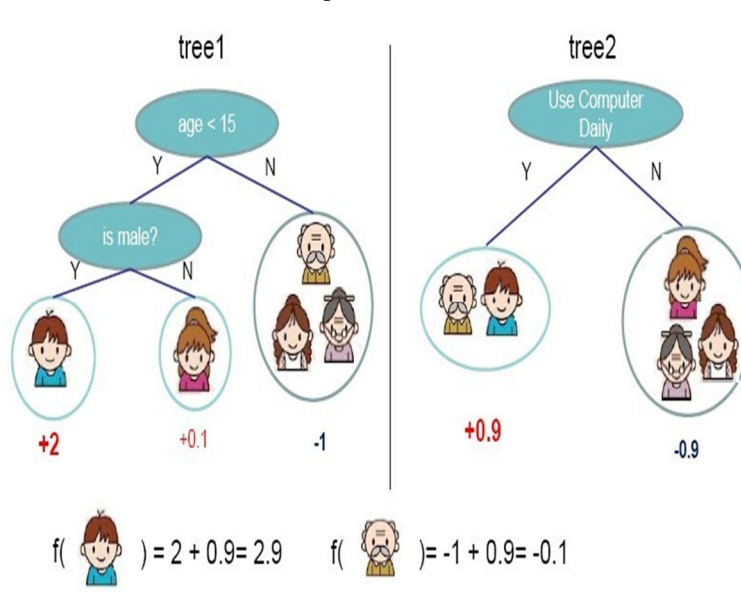 tree1
age < 15
Y
N
is male?
Y
N
+2
+0.1
-1
tree2
Use Computer
Daily
Y
N
+0.9
-0.9
f( ) = 2 + 0.9= 2.9
f( )= -1 + 0.9= -0.1